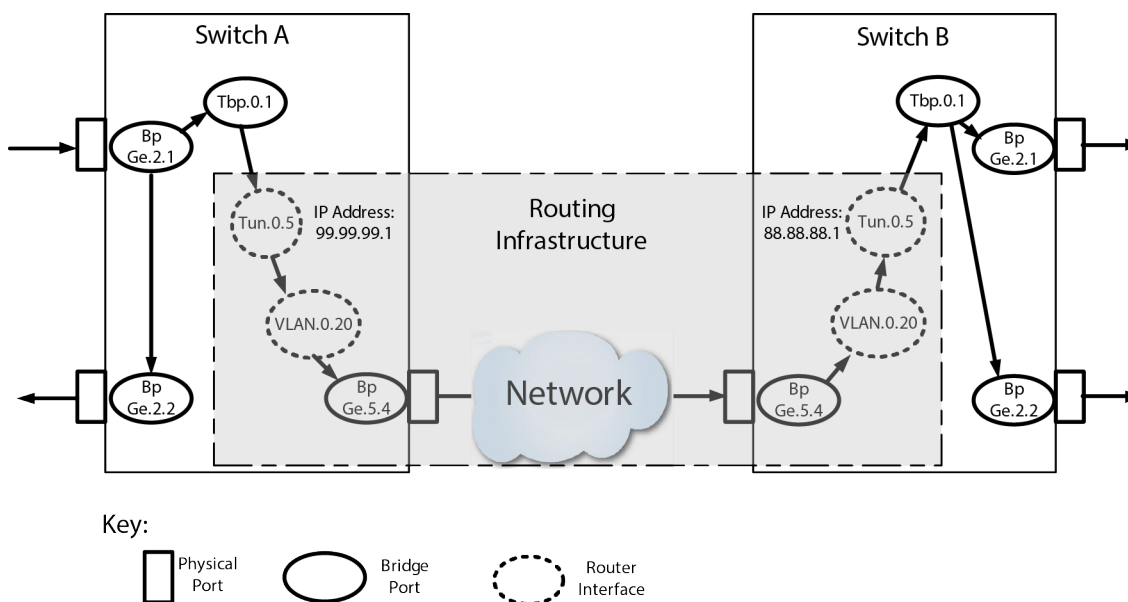 Switch A
Tbp.0.1
Bp
Ge.2.1
Tun.0.5
IP Address:
99.99.99.1
VLAN.0.20
Bp
Ge.2.2
Bp
Ge.5.4
Routing
Infrastructure
Network
Switch B
Tbp.0.1
Bp
Ge.2.1
IP Address:
88.88.88.1
Tun.0.5
VLAN.0.20
Bp
Ge.5.4
Bp
Ge.2.2
Key:
Physical
Port
Bridge
Port
Router
Interface